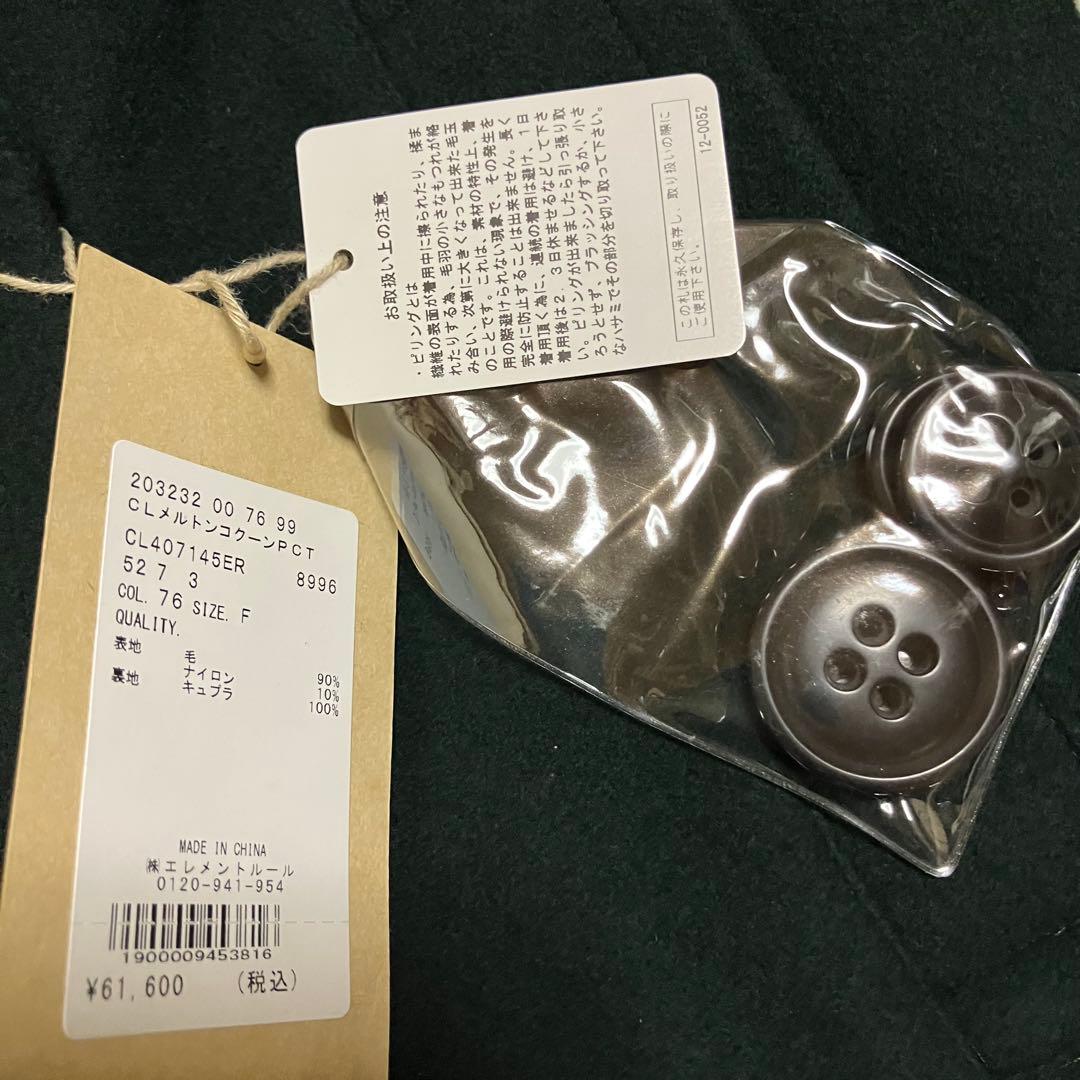 お取扱い上の注意
・ピリングとは
繊維の表面が着用中に擦られたり、揉ま
れたりする為、毛羽の小さなもつれが絡
み合い、次第に大きくなって出来た毛玉
のことです。これは、素材の特性上、着
用の際避けられない現象で、その発生を
完全に防止することは出来ません。長く
着用頂く為に、連続の着用は避け、1日
着用後は2．3日休ませるなどして下さ
い。ピリングが出来ましたら引っ張り取
ろうとせず、ブラッシングするか、小さ
なハサミでその部分を切り取って下さい。
この札は永久保存し、取り扱いの際に
ご使用下さい。
12-0052
203232 00 76 99
CLメルトンコクーンPCT
CL407145ER
52 7 3 8996
COL. 76 SIZE. F
QUALITY.
表地 毛 90%
ナイロン 10%
裏地 キュプラ 100%
MADE IN CHINA
㈱エレメントルール
0120-941-954
1900009453816
¥61,600 (税込)